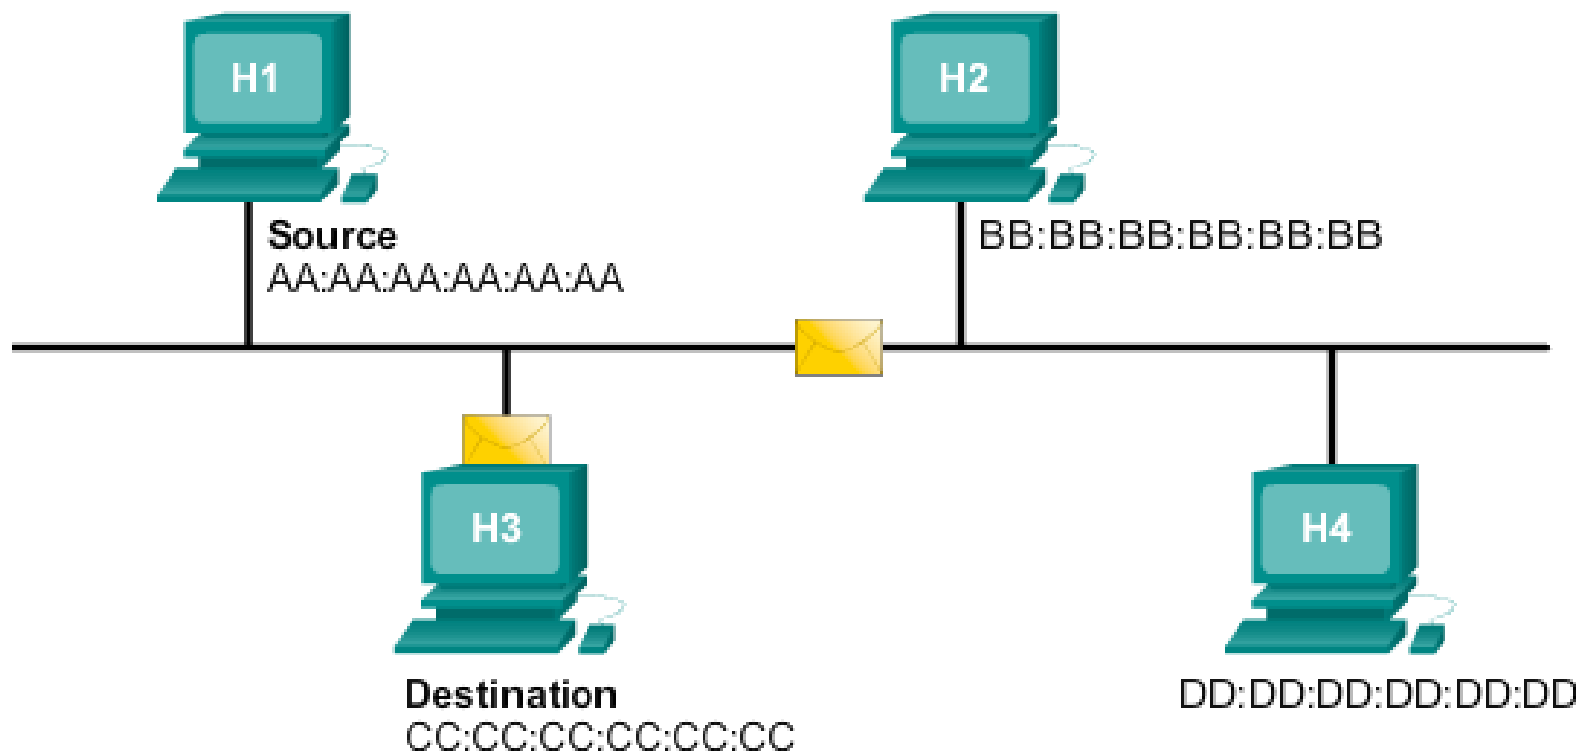 H1
H2
Source
AA:AA:AA:AA:AA:AA
BB:BB:BB:BB:BB:BB
H3
H4
Destination
CC:CC:CC:CC:CC:CC
DD:DD:DD:DD:DD:DD